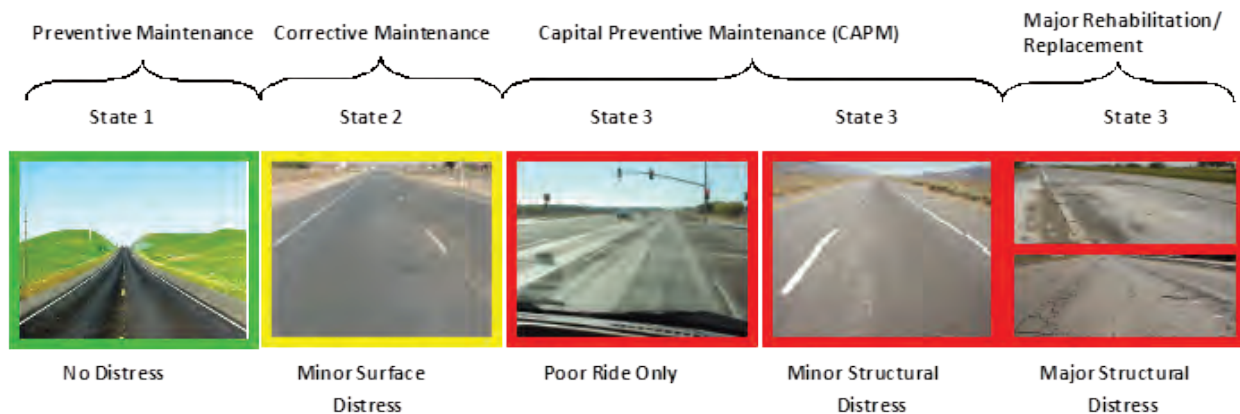 Preventive Maintenance
Corrective Maintenance
Capital Preventive Maintenance (CAPM)
Major Rehabilitation/
Replacement
State 1
State 2
State 3
State 3
State 3
No Distress
Minor Surface
Distress
Poor Ride Only
Minor Structural
Distress
Major Structural
Distress